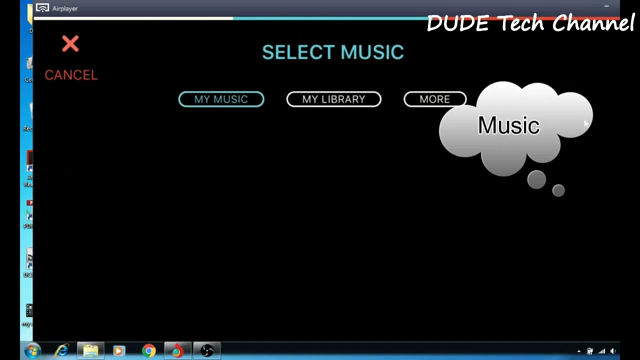 Airplayer
DUDE Tech Channel
SELECT MUSIC
CANCEL
MY MUSIC
MY LIBRARY
MORE
Music